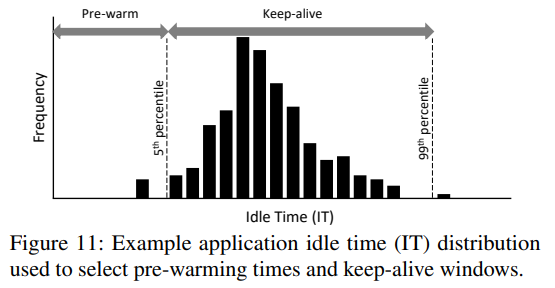 Pre-warm
Keep-alive
Frequency
5th percentile
99th percentile
Idle Time (IT)
Figure 11: Example application idle time (IT) distribution
used to select pre-warming times and keep-alive windows.